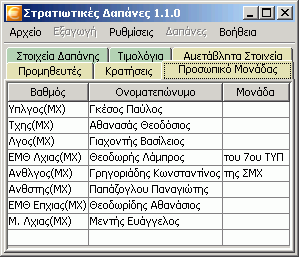 Στρατιωτικές Δαπάνες 1.1.0
Αρχείο Εξαγωγή Ρυθμίσεις Δαπάνες Βοήθεια
Στοιχεία Δαπάνης Τιμολόγια Αμετάβλητα Στοιχεία
Προμηθευτές Κρατήσεις Προσωπικό Μονάδας
Βαθμός Ονοματεπώνυμο Μονάδα
Υπλγος(ΜΧ) Γκέσος Παύλος
Τχης(ΜΧ) Αθανασάς Θεοδόσιος
Λγος(ΜΧ) Γιαχοντής Βασίλειος
ΕΜΘ Λχιας(ΜΧ) Θεοδωρής Λάμπρος του 7ου ΤΥΠ
Ανθλγος(ΜΧ) Γρηγοριάδης Κωνσταντίνος της ΣΜΧ
Ανθστης(ΜΧ) Παπάζογλου Παναγιώτης
ΕΜΘ Επχιας(ΜΧ) Θεοδωρίδης Αθανάσιος
Μ. Λχιας(ΜΧ) Μεντής Ευάγγελος